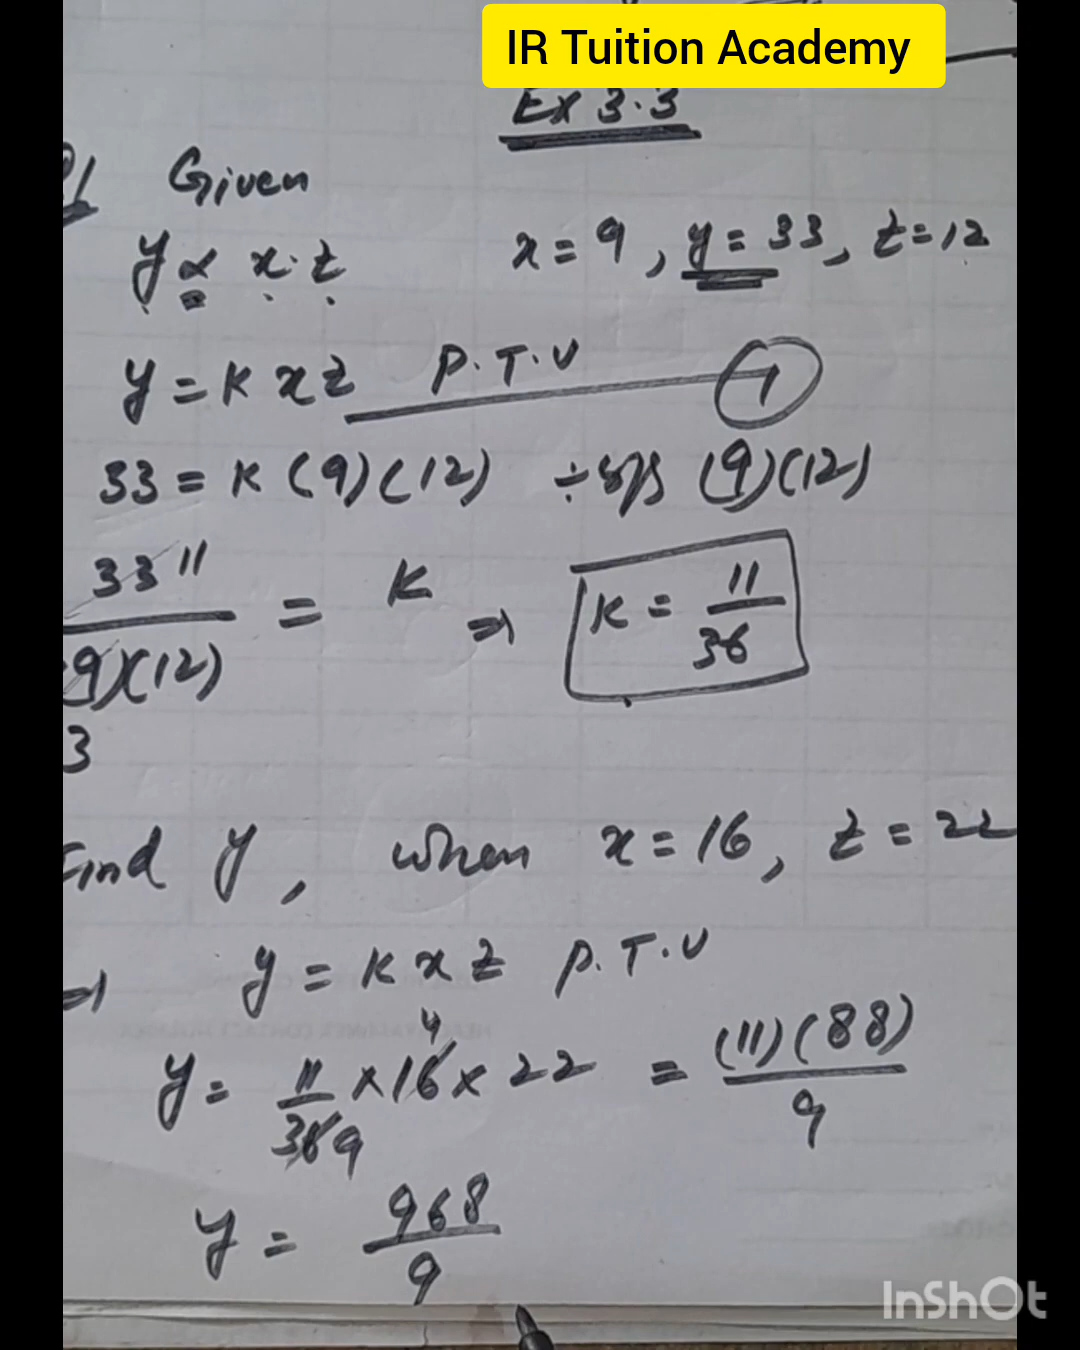 IR Tuition Academy
Ex 3.3
Q1 Given
y ∝ x.z x = 9, y = 33, z = 12
y = K x z P.T.V 1
33 = K (9)(12) ÷ B/S (9)(12)
33 11 / (9)(12) 3 = K ⇒ K = 11/36
Find y, when x = 16, z = 22
⇒ y = K x z P.T.V
y = 11/36 9 × 16 4 × 22 = (11)(88)/9
y = 968/9
InShOt